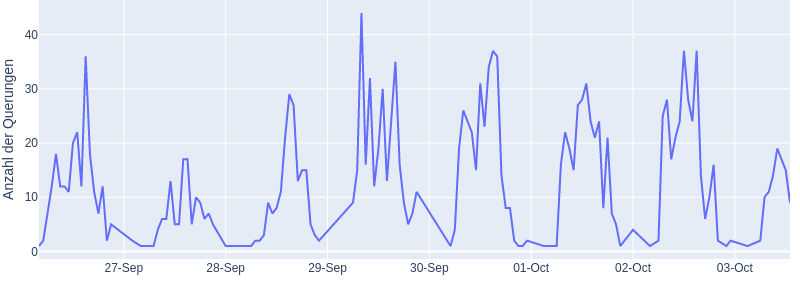 Anzahl der Querungen
40
30
20
10
0
27-Sep
28-Sep
29-Sep
30-Sep
01-Oct
02-Oct
03-Oct